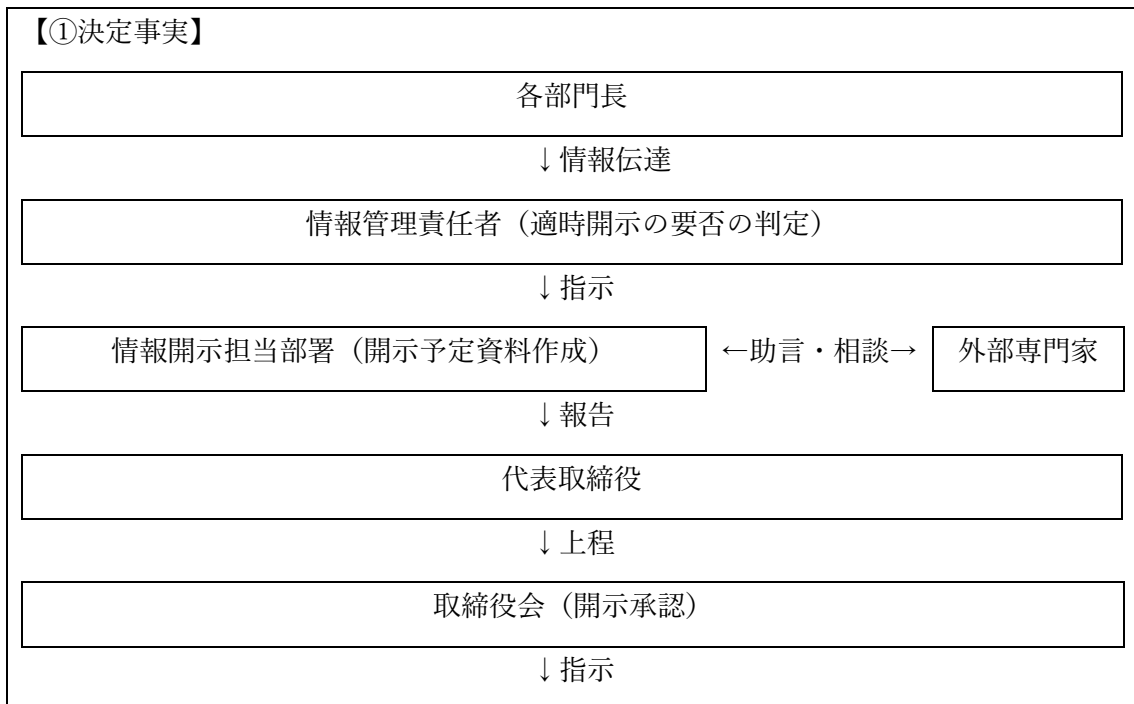 【①決定事実】
各部門長
↓情報伝達
情報管理責任者（適時開示の要否の判定）
↓指示
情報開示担当部署（開示予定資料作成） ←助言・相談→ 外部専門家
↓報告
代表取締役
↓上程
取締役会（開示承認）
↓指示